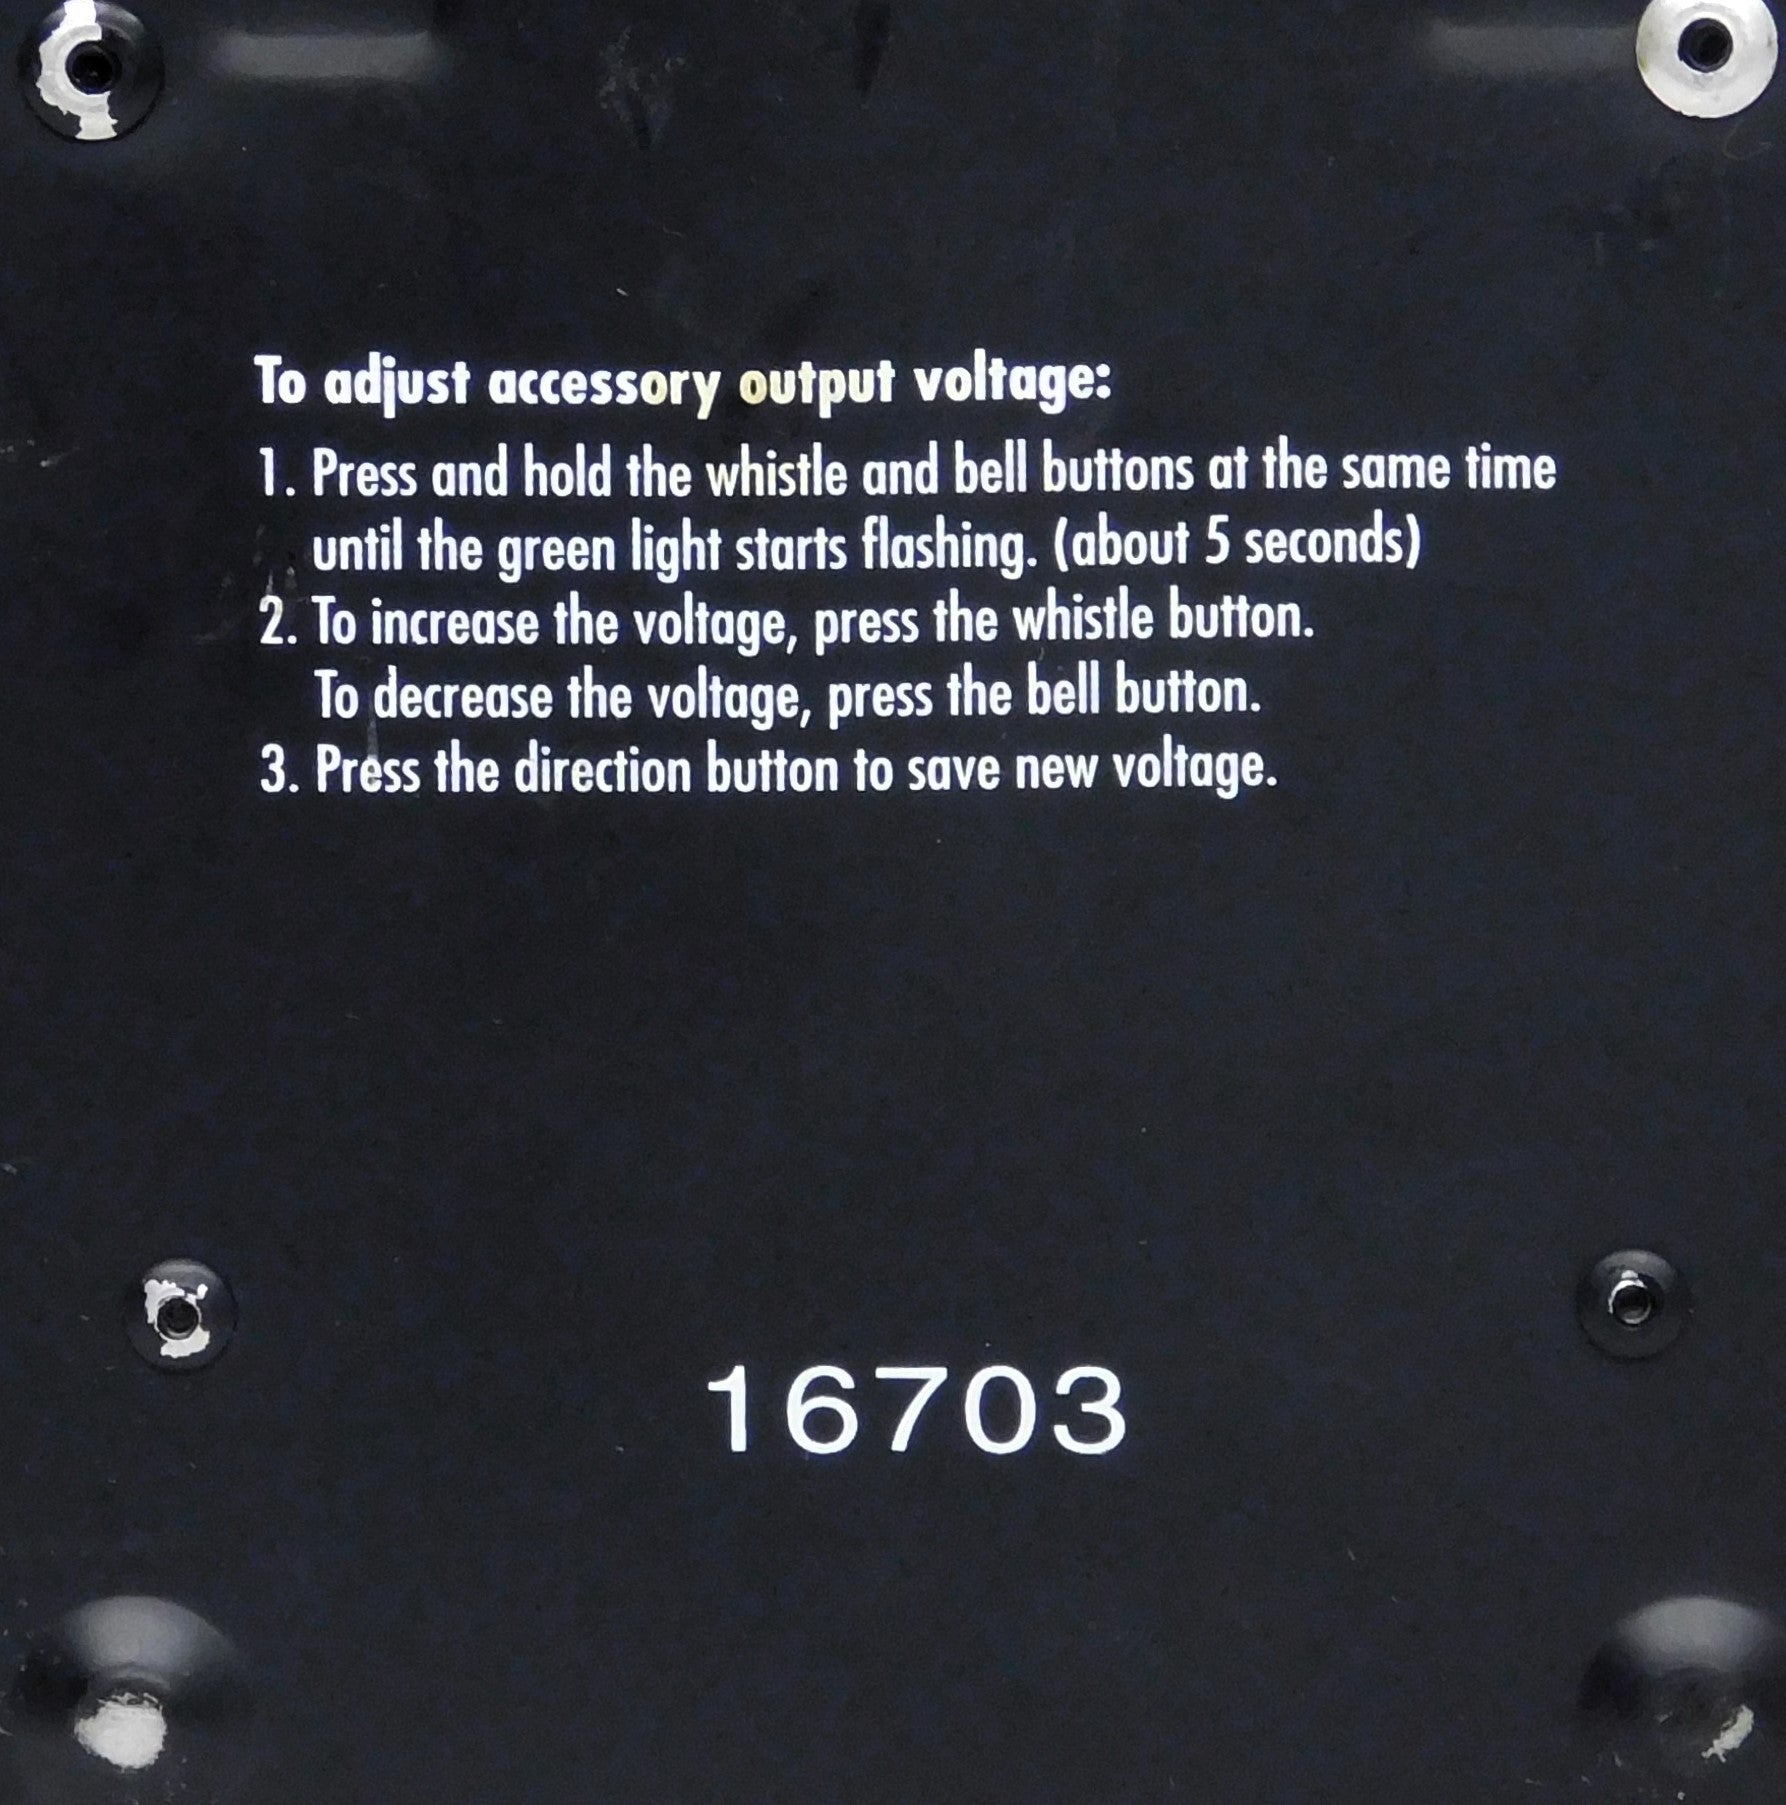 To adjust accessory output voltage:
1. Press and hold the whistle and bell buttons at the same time
until the green light starts flashing. (about 5 seconds)
2. To increase the voltage, press the whistle button.
To decrease the voltage, press the bell button.
3. Press the direction button to save new voltage.
16703